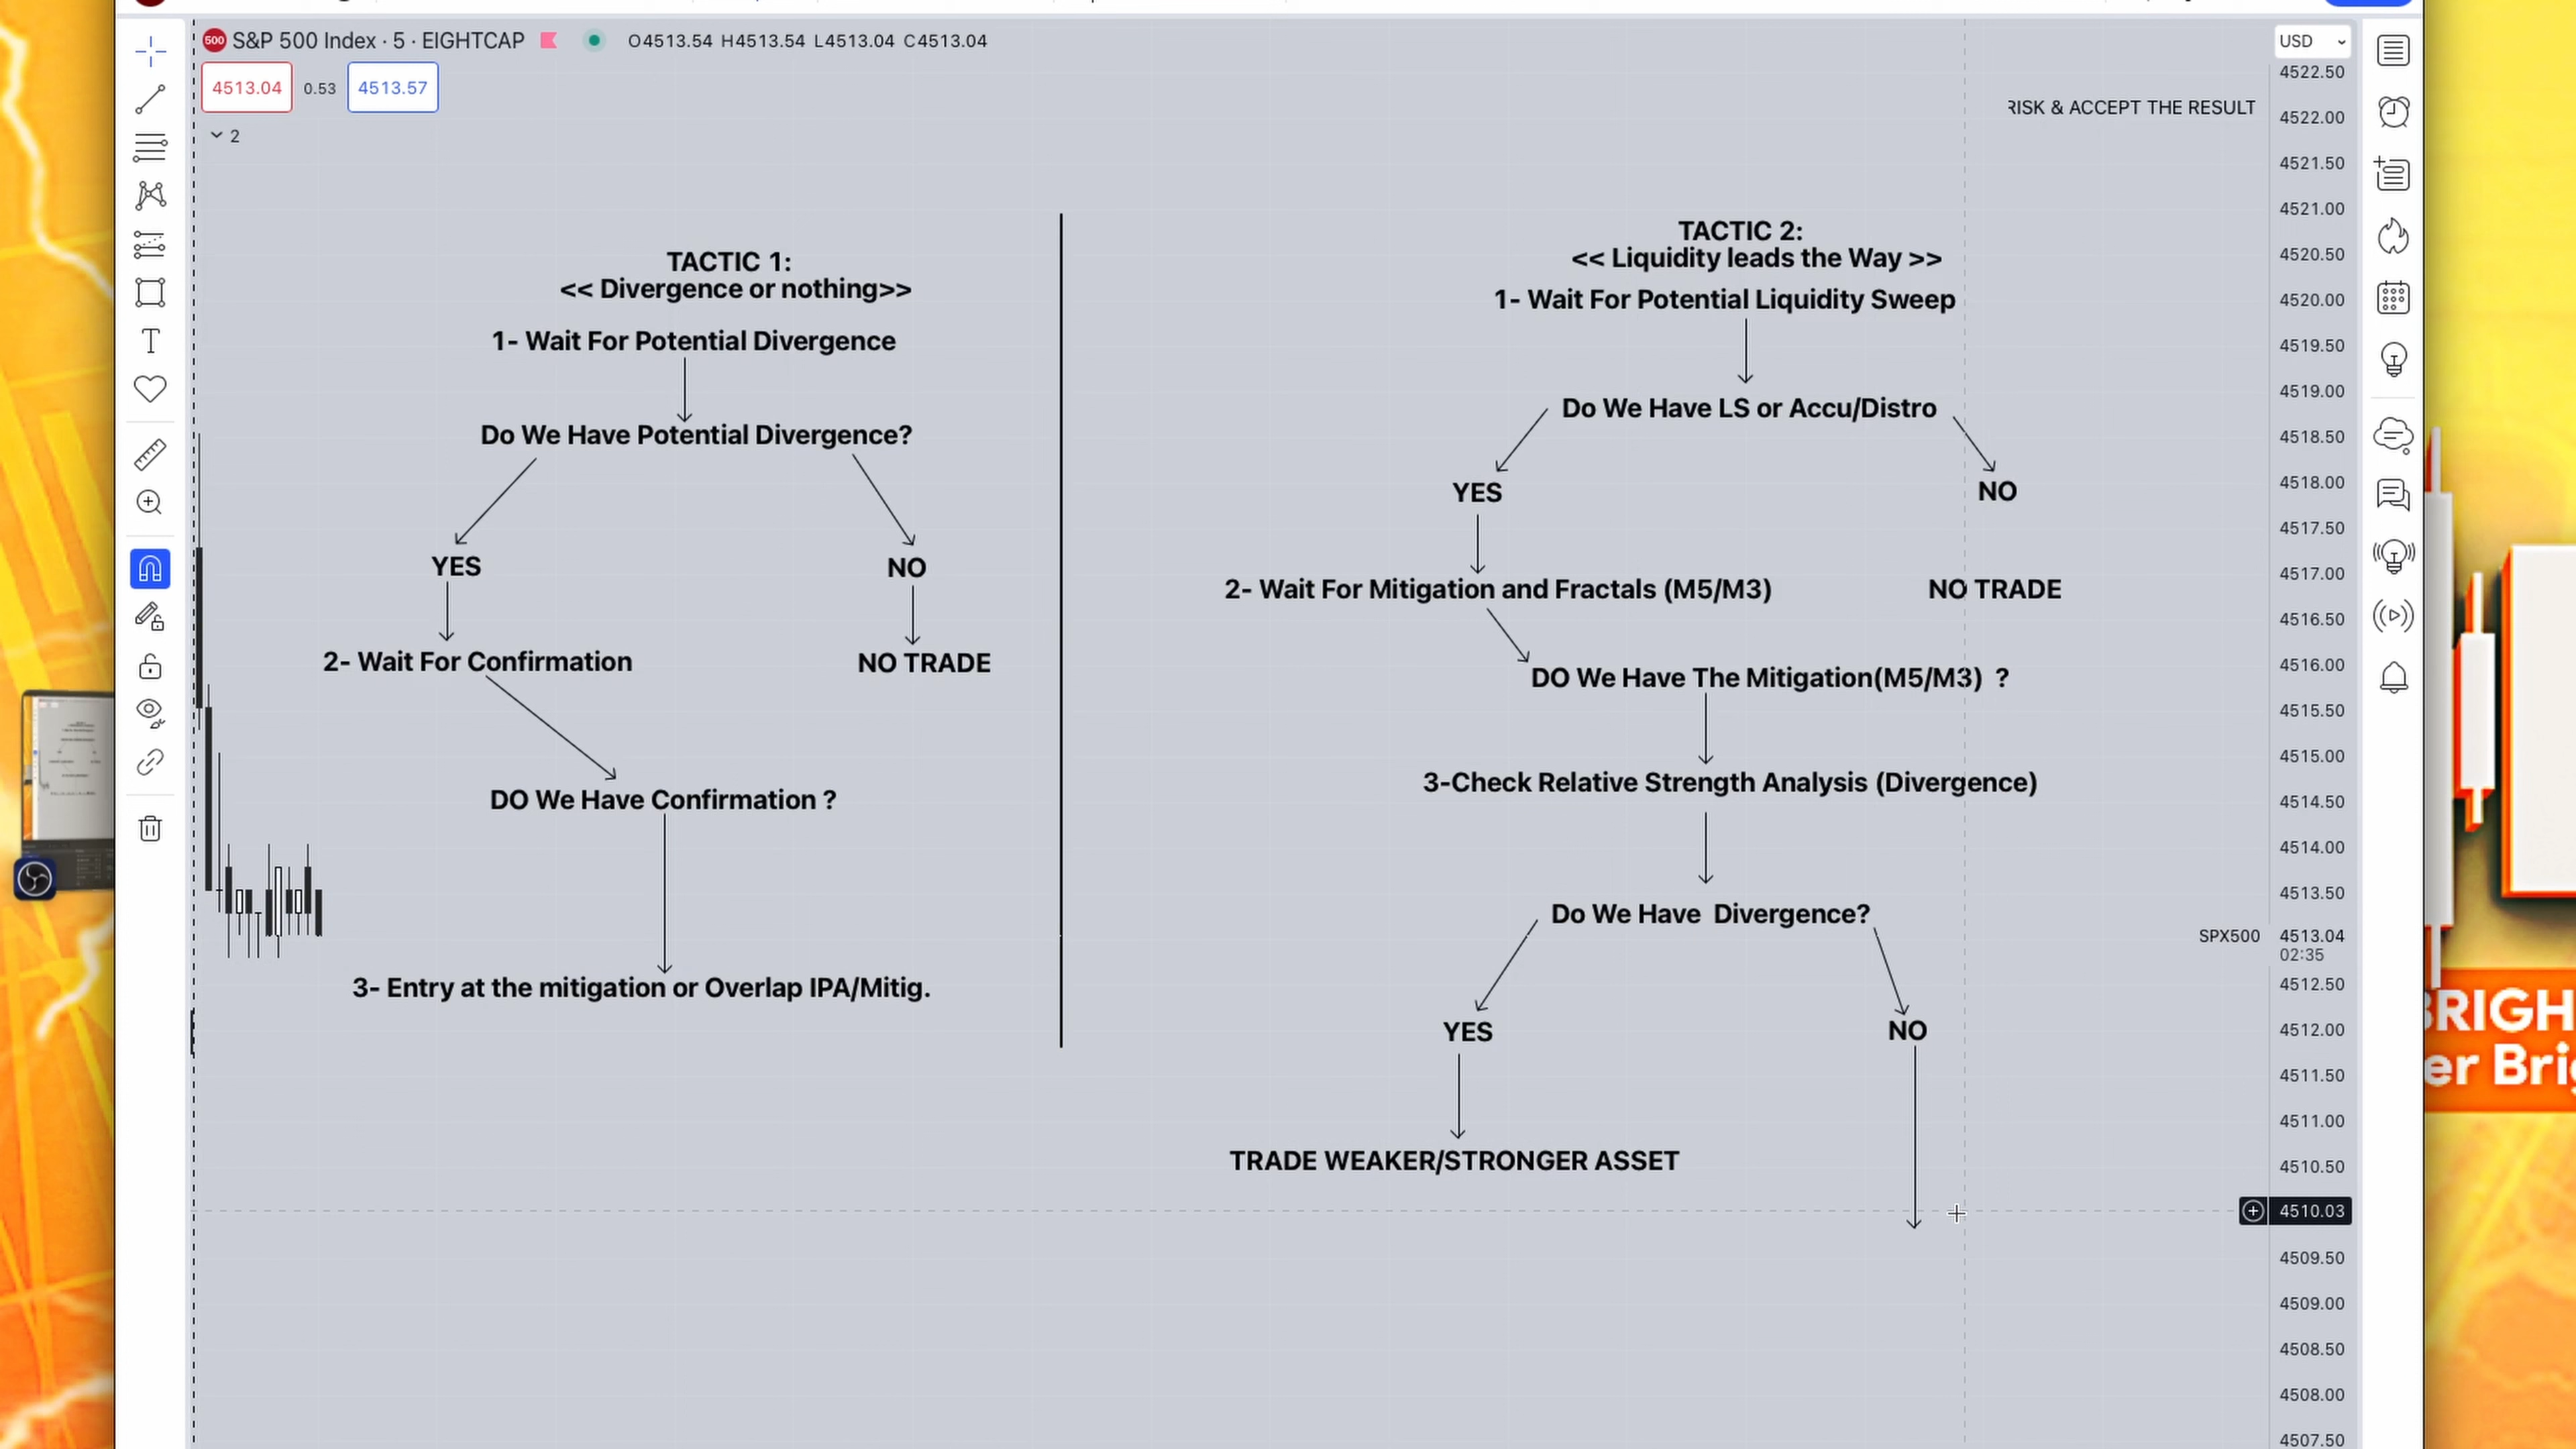 S&P 500 Index · 5 · EIGHTCAP
O4513.54 H4513.54 L4513.04 C4513.04
USD
4513.04
0.53
4513.57
2
RISK & ACCEPT THE RESULT
TACTIC 1:
<< Divergence or nothing>>
1- Wait For Potential Divergence
Do We Have Potential Divergence?
YES
NO
2- Wait For Confirmation
NO TRADE
DO We Have Confirmation ?
3- Entry at the mitigation or Overlap IPA/Mitig.
TACTIC 2:
<< Liquidity leads the Way >>
1- Wait For Potential Liquidity Sweep
Do We Have LS or Accu/Distro
YES
NO
2- Wait For Mitigation and Fractals (M5/M3)
NO TRADE
DO We Have The Mitigation(M5/M3) ?
3-Check Relative Strength Analysis (Divergence)
Do We Have Divergence?
YES
NO
TRADE WEAKER/STRONGER ASSET
4522.50
4522.00
4521.50
4521.00
4520.50
4520.00
4519.50
4519.00
4518.50
4518.00
4517.50
4517.00
4516.50
4516.00
4515.50
4515.00
4514.50
4514.00
4513.50
SPX500 4513.04
02:35
4512.50
4512.00
4511.50
4511.00
4510.50
4510.03
4509.50
4509.00
4508.50
4508.00
4507.50
500